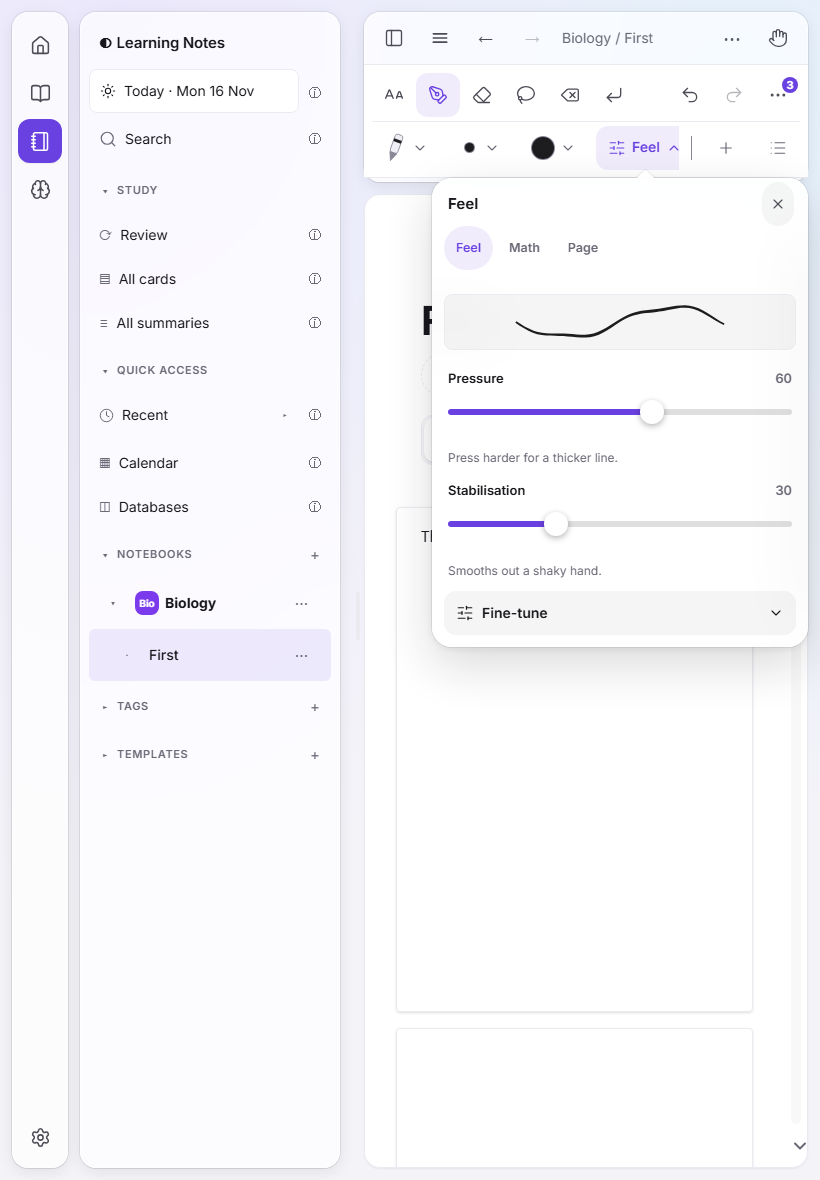 Learning Notes
Today · Mon 16 Nov
Search
STUDY
Review
All cards
All summaries
QUICK ACCESS
Recent
Calendar
Databases
NOTEBOOKS
Bio Biology
First
TAGS
TEMPLATES
Biology / First
AA
3
Feel
Feel
Feel Math Page
Pressure 60
Press harder for a thicker line.
Stabilisation 30
Smooths out a shaky hand.
Fine-tune